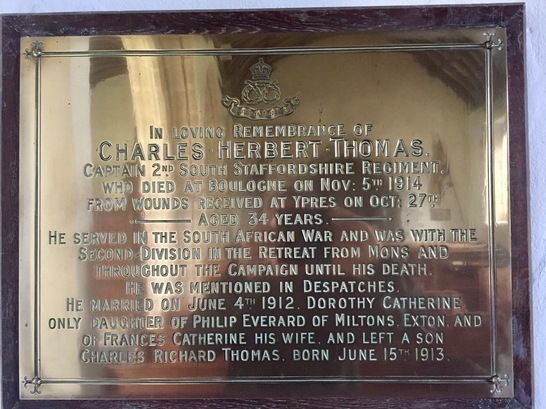 IN LOVING REMEMBRANCE OF
CHARLES HERBERT THOMAS.
CAPTAIN 2ND SOUTH STAFFORDSHIRE REGIMENT.
WHO DIED AT BOULOGNE ON NOV: 5TH 1914
FROM WOUNDS RECEIVED AT YPRES ON OCT: 27TH
AGED 34 YEARS.
HE SERVED IN THE SOUTH AFRICAN WAR AND WAS WITH THE
SECOND DIVISION IN THE RETREAT FROM MONS AND
THROUGHOUT THE CAMPAIGN UNTIL HIS DEATH.
HE WAS MENTIONED IN DESPATCHES.
HE MARRIED ON JUNE 4TH 1912. DOROTHY CATHERINE
ONLY DAUGHTER OF PHILIP EVERARD OF MILTONS, EXTON, AND
OF FRANCES CATHERINE HIS WIFE, AND LEFT A SON
CHARLES RICHARD THOMAS, BORN JUNE 15TH 1913.